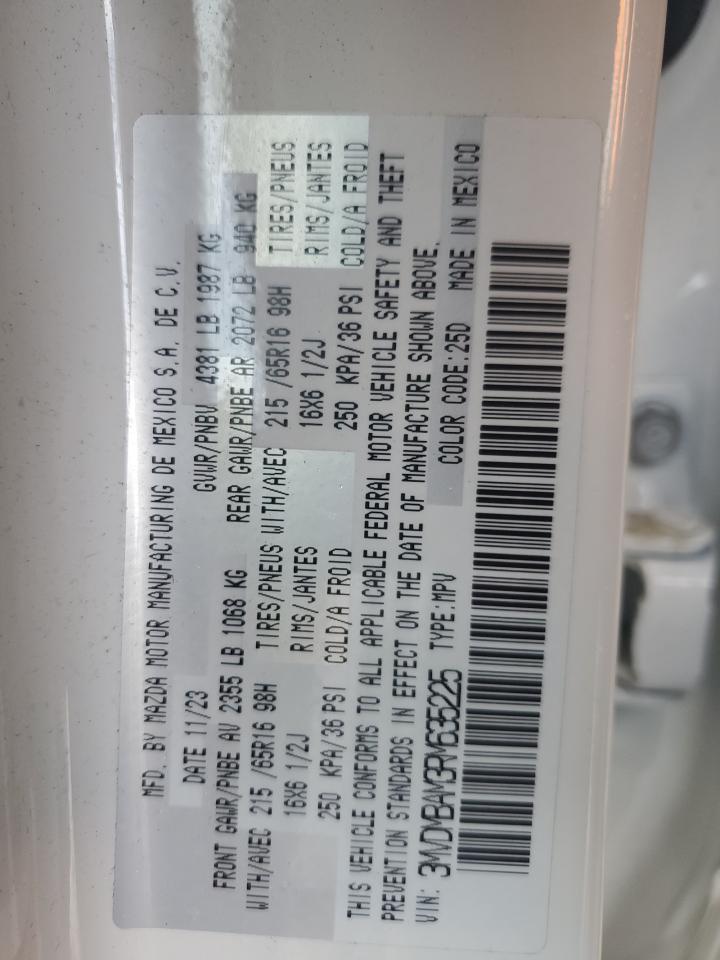 MFD. BY MAZDA MOTOR MANUFACTURING DE MEXICO S.A. DE C.V.
DATE 11/23 GVWR/PNBV 4381 LB 1987 KG
FRONT GAWR/PNBE AV 2355 LB 1068 KG REAR GAWR/PNBE AR 2072 LB 940 KG
WITH/AVEC 215 /65R16 98H TIRES/PNEUS WITH/AVEC 215 /65R16 98H TIRES/PNEUS
16X6 1/2J RIMS/JANTES 16X6 1/2J RIMS/JANTES
250 KPA/36 PSI COLD/A FROID 250 KPA/36 PSI COLD/A FROID
THIS VEHICLE CONFORMS TO ALL APPLICABLE FEDERAL MOTOR VEHICLE SAFETY AND THEFT
PREVENTION STANDARDS IN EFFECT ON THE DATE OF MANUFACTURE SHOWN ABOVE.
VIN: 3MVDMBAM3RM635225 TYPE:MPV COLOR CODE:25D MADE IN MEXICO